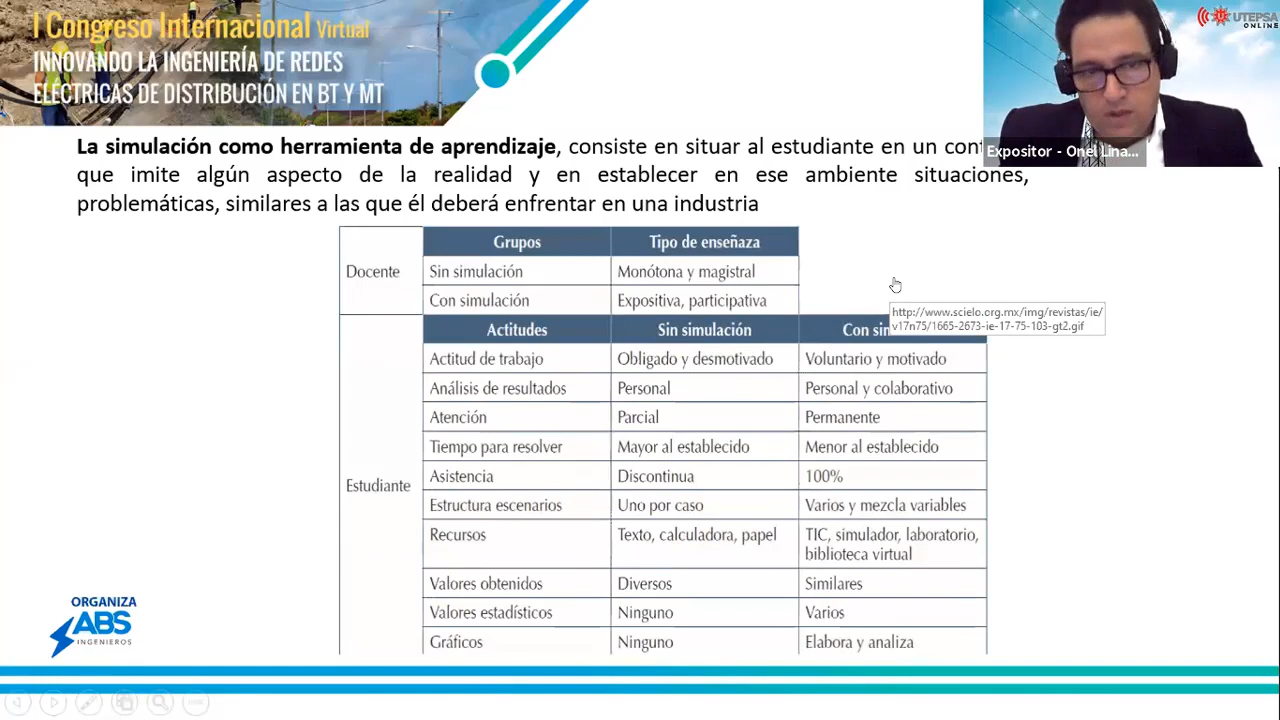 I Congreso Internacional Virtual
INNOVANDO LA INGENIERÍA DE REDES
ELÉCTRICAS DE DISTRIBUCIÓN EN BT Y MT
UTEPSA
ONLINE
Expositor - Onel Lina...
La simulación como herramienta de aprendizaje, consiste en situar al estudiante en un
que imite algún aspecto de la realidad y en establecer en ese ambiente situaciones,
problemáticas, similares a las que él deberá enfrentar en una industria
Grupos Tipo de enseñaza
Docente Sin simulación Monótona y magistral
Con simulación Expositiva, participativa
http://www.scielo.org.mx/img/revistas/ie/
v17n75/1665-2673-ie-17-75-103-gt2.gif
Actitudes Sin simulación Con
Actitud de trabajo Obligado y desmotivado Voluntario y motivado
Análisis de resultados Personal Personal y colaborativo
Atención Parcial Permanente
Tiempo para resolver Mayor al establecido Menor al establecido
Asistencia Discontinua 100%
Estudiante
Estructura escenarios Uno por caso Varios y mezcla variables
Recursos Texto, calculadora, papel TIC, simulador, laboratorio,
biblioteca virtual
Valores obtenidos Diversos Similares
Valores estadísticos Ninguno Varios
Gráficos Ninguno Elabora y analiza
ORGANIZA
ABS
INGENIEROS